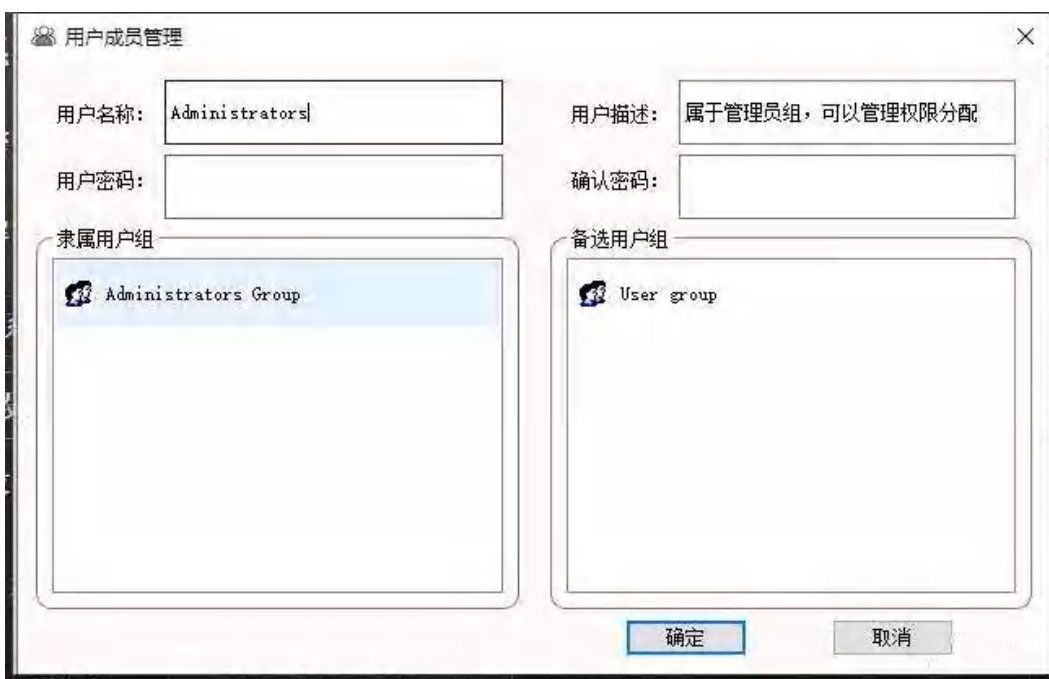 用户成员管理
用户名称： Administrators 用户描述： 属于管理员组，可以管理权限分配
用户密码： 确认密码：
隶属用户组 备选用户组
Administrators Group User group
确定 取消